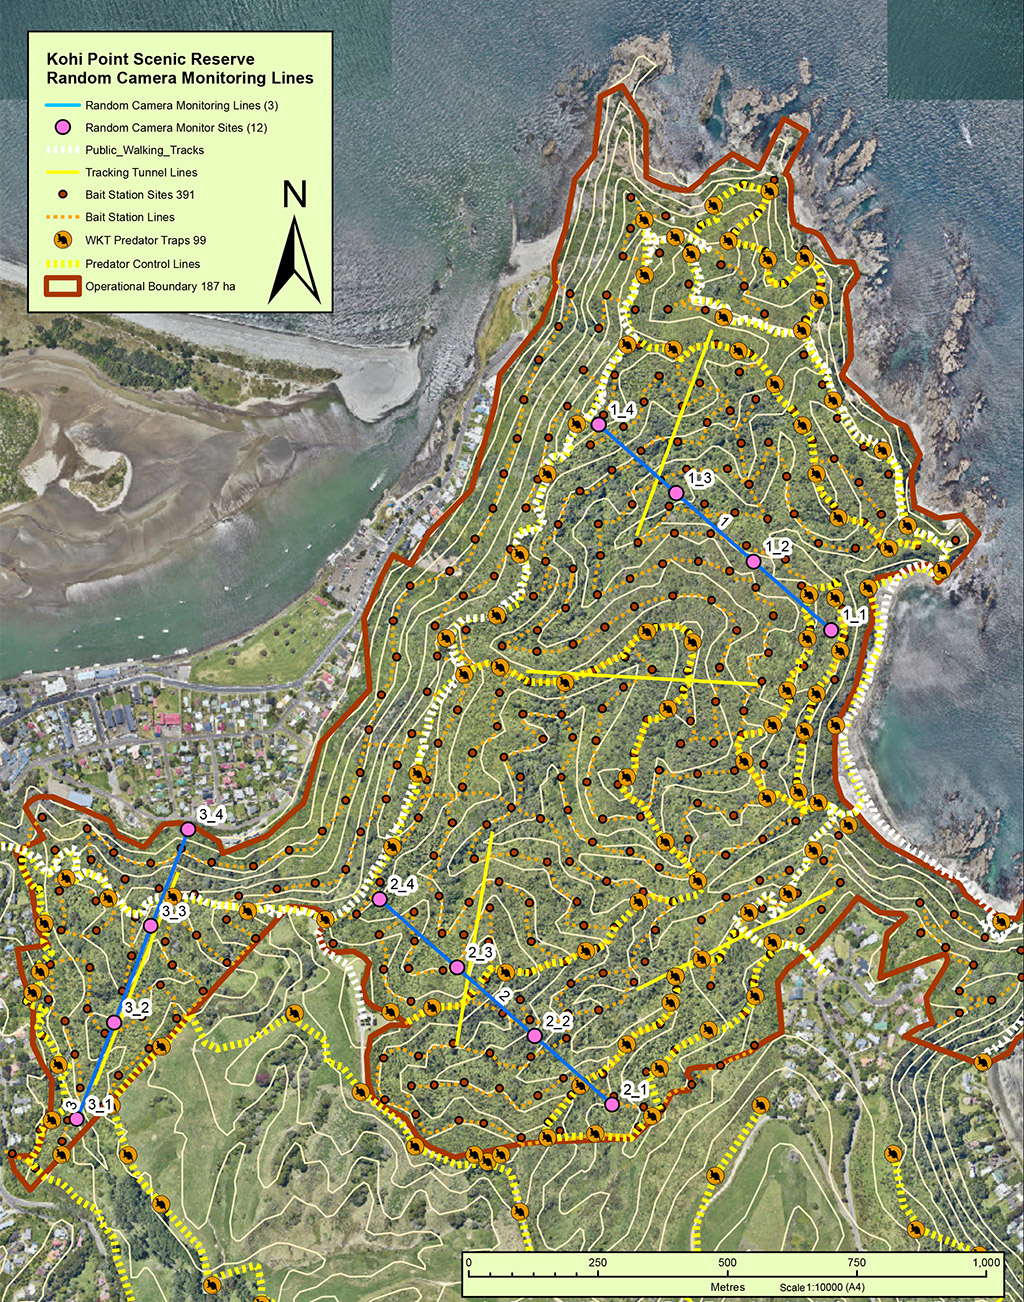 Kohi Point Scenic Reserve
Random Camera Monitoring Lines
Random Camera Monitoring Lines (3)
Random Camera Monitor Sites (12)
Public_Walking_Tracks
Tracking Tunnel Lines
Bait Station Sites 391
Bait Station Lines
WKT Predator Traps 99
Predator Control Lines
Operational Boundary 187 ha
N
1_4
1_3
1
1_2
1_1
3_4
2_4
3_3
2_3
2
3_2
2_2
3
3_1
2_1
0 250 500 750 1,000
Metres Scale 1:10000 (A4)